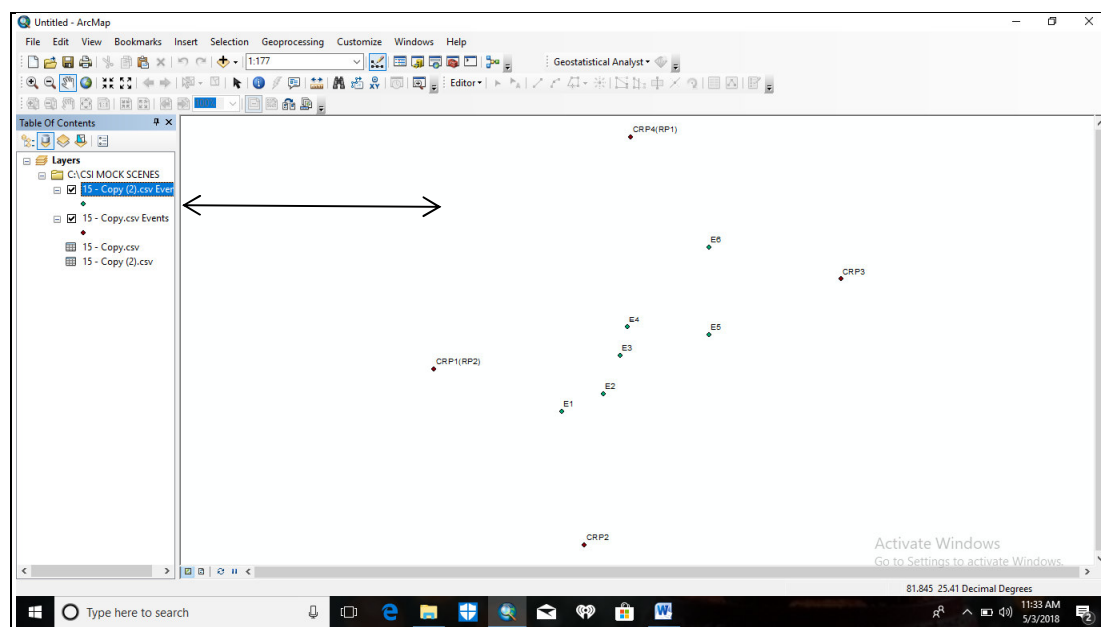 Untitled - ArcMap
File Edit View Bookmarks Insert Selection Geoprocessing Customize Windows Help
1:177 Geostatistical Analyst
Editor
100%
Table Of Contents
Layers
C:\CSI MOCK SCENES
15 - Copy (2).csv Even
15 - Copy.csv Events
15 - Copy.csv
15 - Copy (2).csv
CRP4(RP1)
E6
CRP3
E4
E5
E3
CRP1(RP2)
E2
E1
CRP2
Activate Windows
Go to Settings to activate Windows.
81.845 25.41 Decimal Degrees
Type here to search
11:33 AM
5/3/2018
2